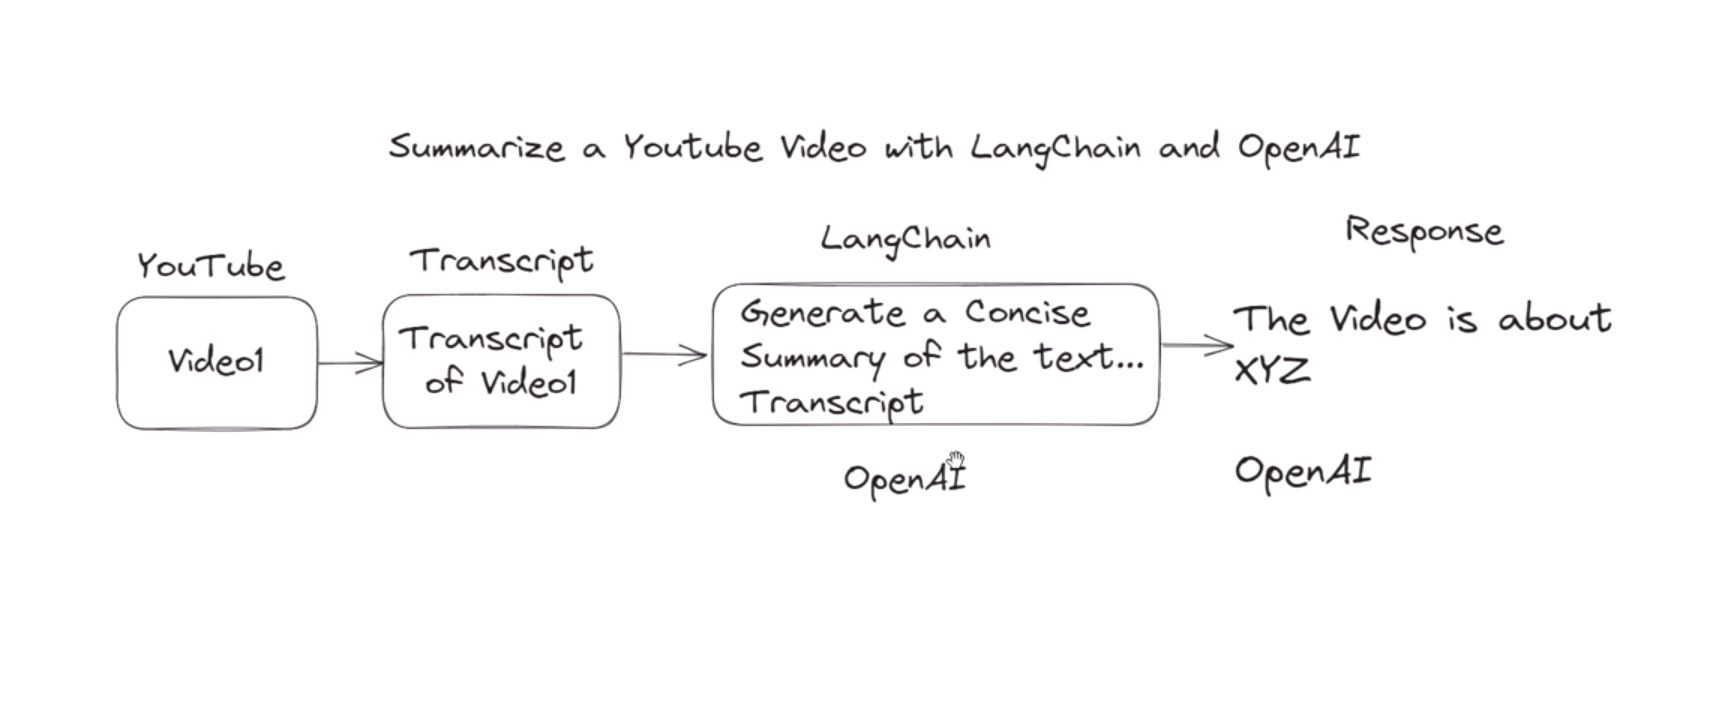 Summarize a Youtube Video with LangChain and OpenAI
YouTube
Video1
Transcript
Transcript
of Video1
LangChain
Generate a Concise
Summary of the text...
Transcript
OpenAI
Response
The Video is about
XYZ
OpenAI